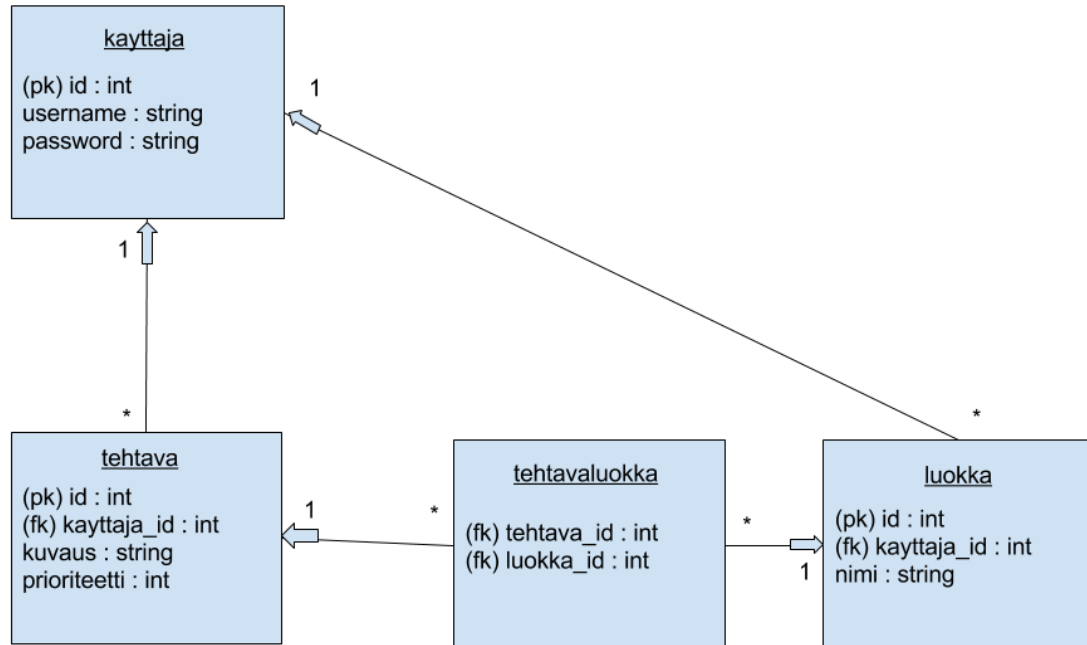 kayttaja
(pk) id : int
username : string
password : string
1
1
*
*
tehtava
(pk) id : int
(fk) kayttaja_id : int
kuvaus : string
prioriteetti : int
1
*
tehtavaluokka
(fk) tehtava_id : int
(fk) luokka_id : int
*
1
luokka
(pk) id : int
(fk) kayttaja_id : int
nimi : string